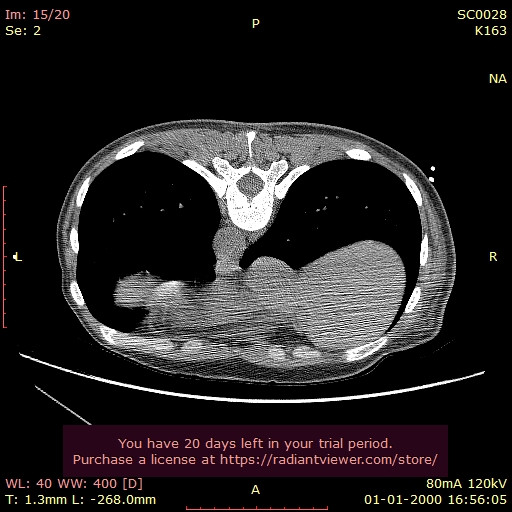 Im: 15/20
Se: 2
P
SC0028
K163
NA
L
R
You have 20 days left in your trial period.
Purchase a license at https://radiantviewer.com/store/
WL: 40 WW: 400 [D]
T: 1.3mm L: -268.0mm
A
80mA 120kV
01-01-2000 16:56:05